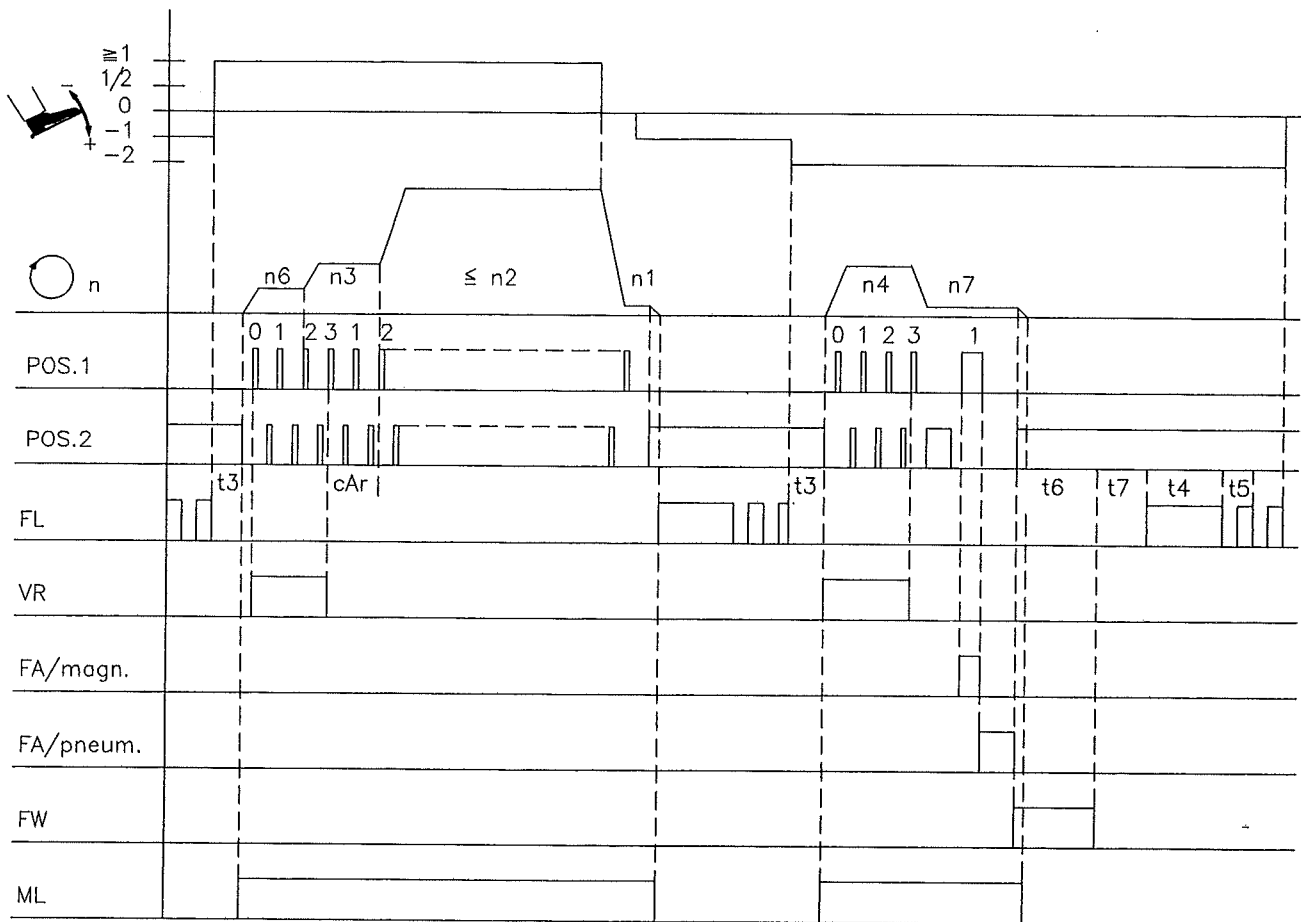 ≧1
1/2
0
-1
-2
- +
n
n6 n3 ≦ n2 n1 n4 n7
0 1 2 3 1 2 0 1 2 3 1
POS.1
POS.2
t3 cAr t3 t6 t7 t4 t5
FL
VR
FA/magn.
FA/pneum.
FW
ML